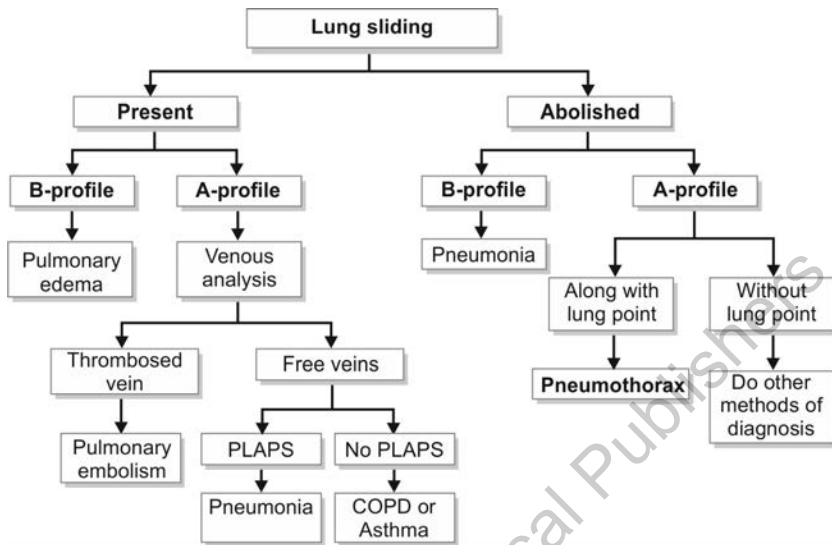 Lung sliding
Present
Abolished
B-profile
A-profile
B-profile
A-profile
Pulmonary
edema
Venous
analysis
Pneumonia
Along with
lung point
Without
lung point
Thrombosed
vein
Free veins
Pneumothorax
Do other
methods of
diagnosis
Pulmonary
embolism
PLAPS
No PLAPS
Pneumonia
COPD or
Asthma
cal Publishers